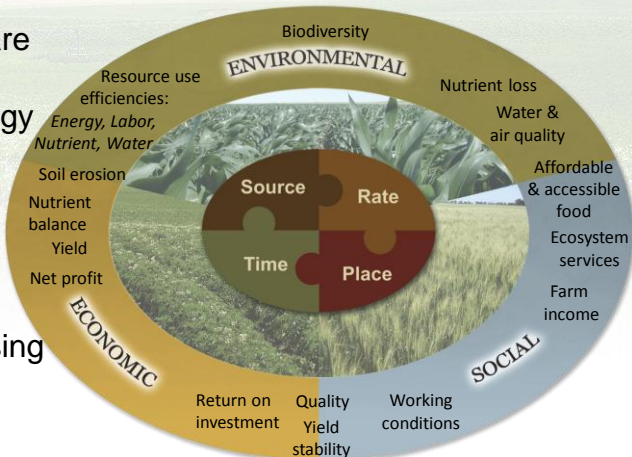 are
gy
sing
Biodiversity
ENVIRONMENTAL
Resource use
efficiencies:
Energy, Labor,
Nutrient, Water
Nutrient loss
Water &
air quality
Soil erosion
Nutrient
balance
Yield
Net profit
ECONOMIC
Return on
investment
Quality
Yield
stability
Working
conditions
SOCIAL
Affordable
& accessible
food
Ecosystem
services
Farm
income
Source
Rate
Time
Place